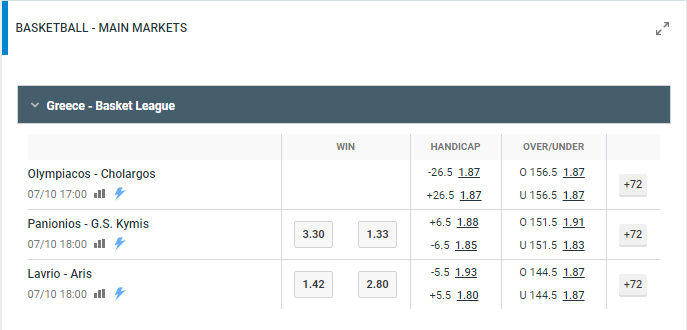 BASKETBALL - MAIN MARKETS
Greece - Basket League
WIN HANDICAP OVER/UNDER
Olympiacos - Cholargos -26.5 1.87 O 156.5 1.87
07/10 17:00 +26.5 1.87 U 156.5 1.87 +72
Panionios - G.S. Kymis 3.30 1.33 +6.5 1.88 O 151.5 1.91
07/10 18:00 -6.5 1.85 U 151.5 1.83 +72
Lavrio - Aris 1.42 2.80 -5.5 1.93 O 144.5 1.87
07/10 18:00 +5.5 1.80 U 144.5 1.87 +72